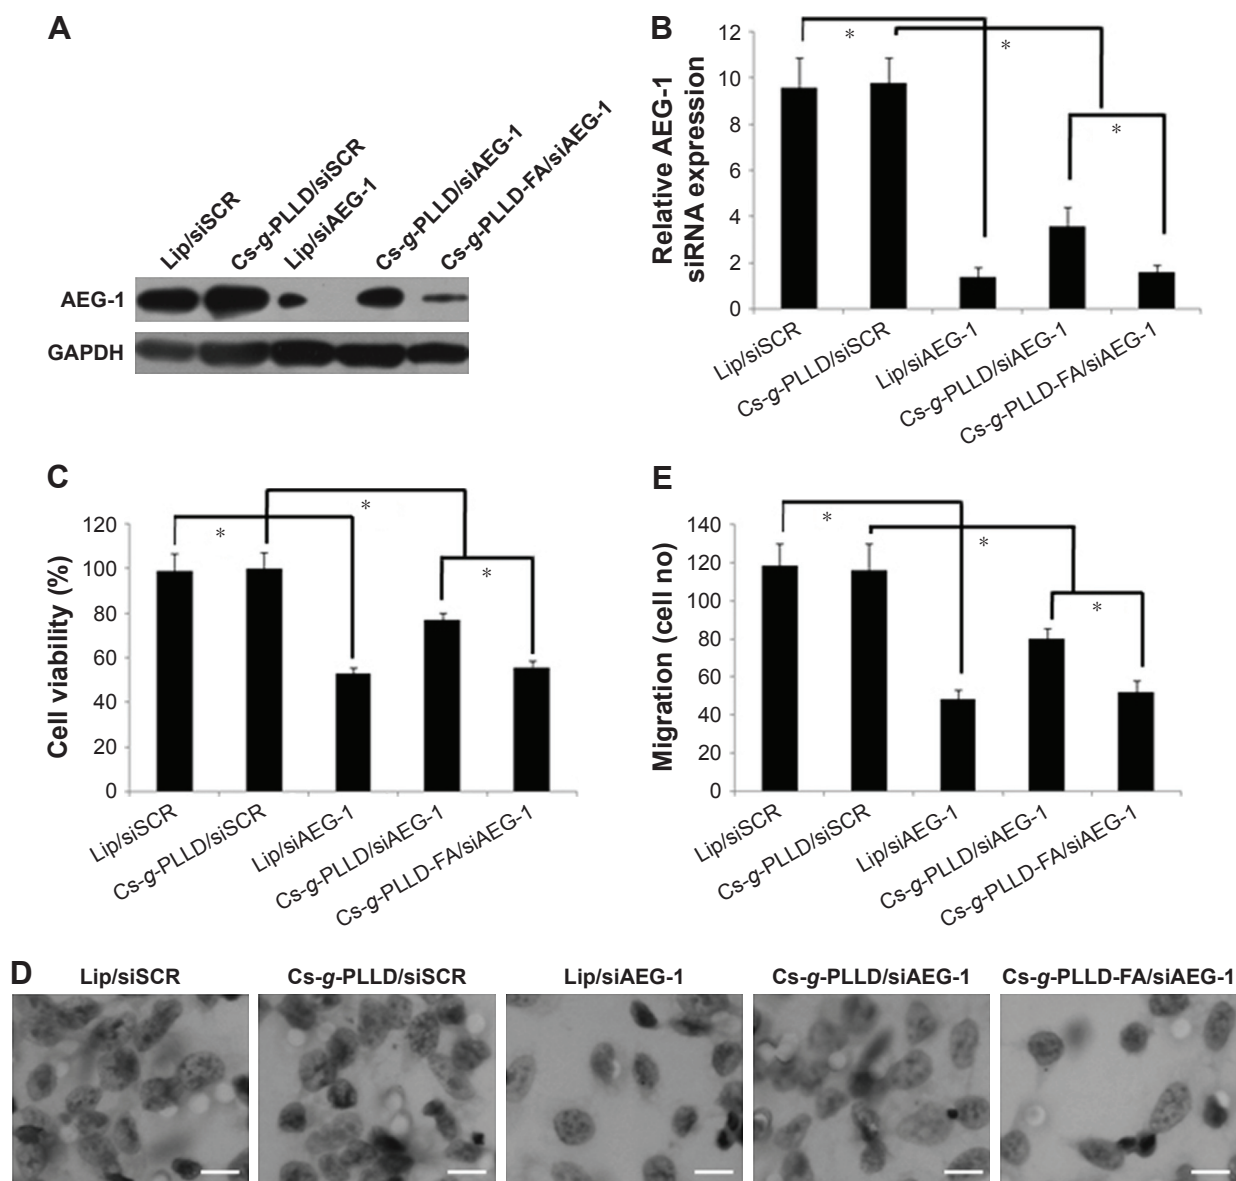 A
Lip/siSCR
Cs-g-PLLD/siSCR
Lip/siAEG-1
Cs-g-PLLD/siAEG-1
Cs-g-PLLD-FA/siAEG-1
AEG-1
GAPDH
B
Relative AEG-1
siRNA expression
12
10
8
6
4
2
0
*
*
*
Lip/siSCR
Cs-g-PLLD/siSCR
Lip/siAEG-1
Cs-g-PLLD/siAEG-1
Cs-g-PLLD-FA/siAEG-1
C
Cell viability (%)
120
100
80
60
40
20
0
*
*
*
Lip/siSCR
Cs-g-PLLD/siSCR
Lip/siAEG-1
Cs-g-PLLD/siAEG-1
Cs-g-PLLD-FA/siAEG-1
E
Migration (cell no)
140
120
100
80
60
40
20
0
*
*
*
Lip/siSCR
Cs-g-PLLD/siSCR
Lip/siAEG-1
Cs-g-PLLD/siAEG-1
Cs-g-PLLD-FA/siAEG-1
D
Lip/siSCR
Cs-g-PLLD/siSCR
Lip/siAEG-1
Cs-g-PLLD/siAEG-1
Cs-g-PLLD-FA/siAEG-1